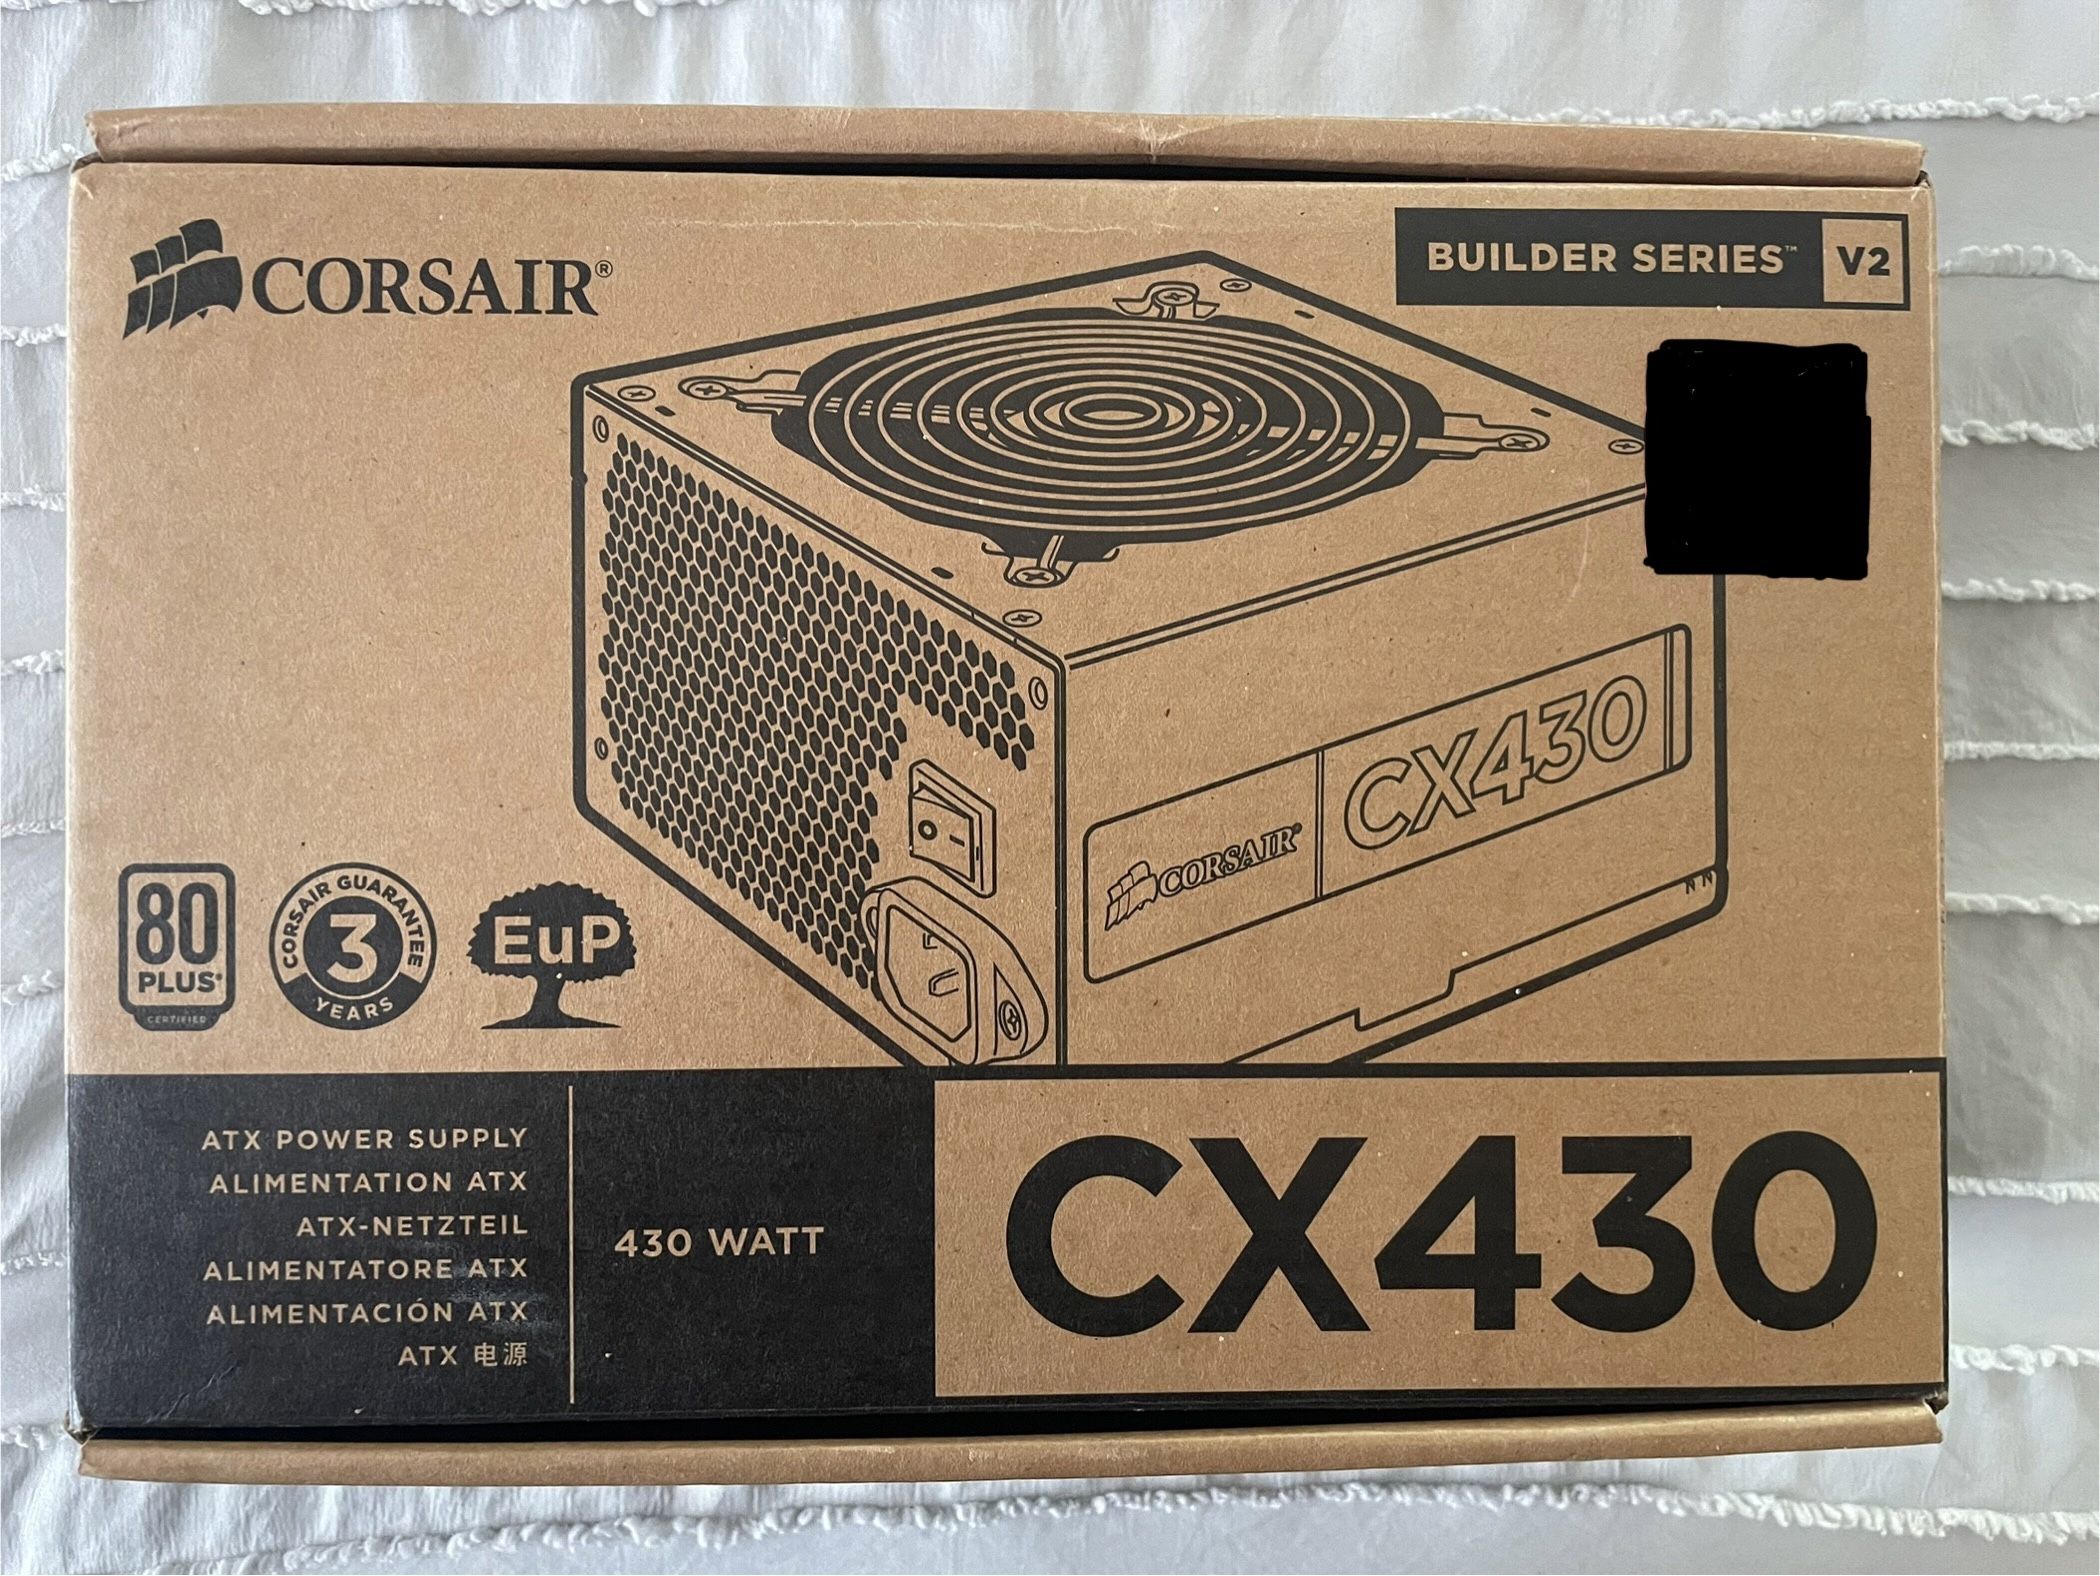 CORSAIR®
BUILDER SERIES™ V2
CORSAIR® CX430
80
PLUS®
CERTIFIED
CORSAIR GUARANTEE
3
YEARS
EuP
ATX POWER SUPPLY
ALIMENTATION ATX
ATX-NETZTEIL
ALIMENTATORE ATX
ALIMENTACIÓN ATX
ATX 电源
430 WATT
CX430